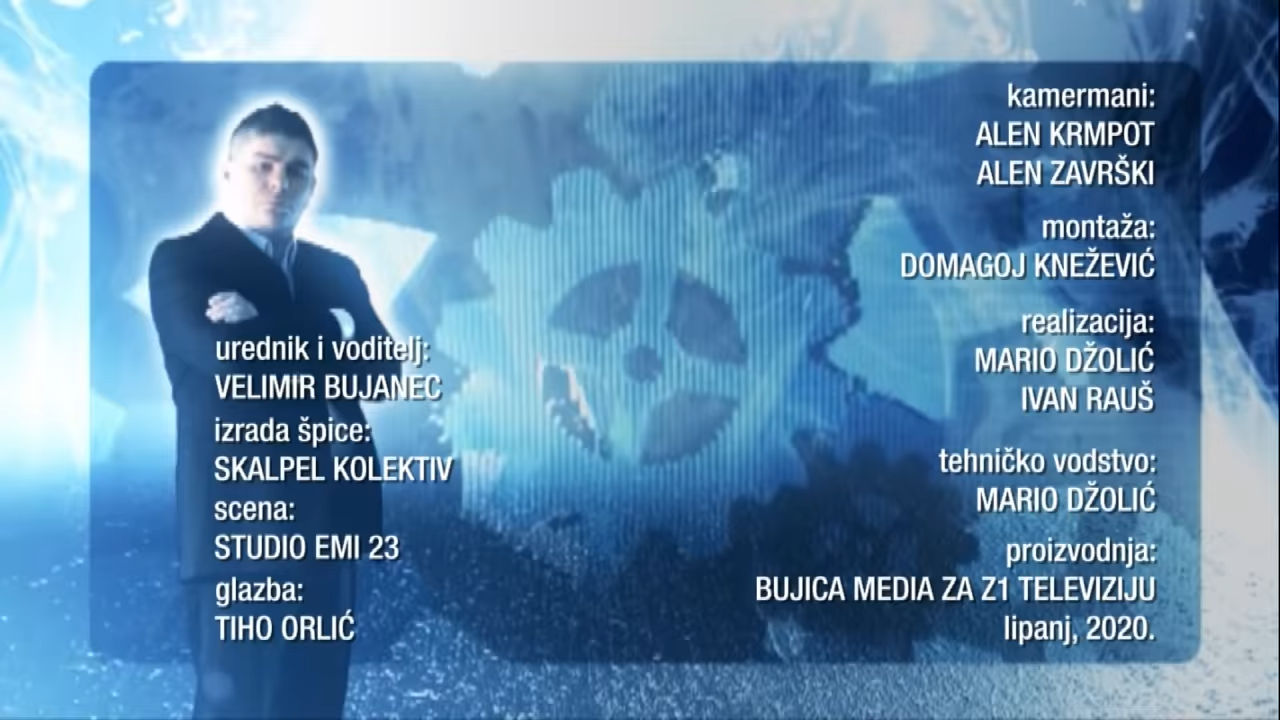 urednik i voditelj:
VELIMIR BUJANEC
izrada špice:
SKALPEL KOLEKTIV
scena:
STUDIO EMI 23
glazba:
TIHO ORLIĆ
kamermani:
ALEN KRMPOT
ALEN ZAVRŠKI
montaža:
DOMAGOJ KNEŽEVIĆ
realizacija:
MARIO DŽOLIĆ
IVAN RAUŠ
tehničko vodstvo:
MARIO DŽOLIĆ
proizvodnja:
BUJICA MEDIA ZA Z1 TELEVIZIJU
lipanj, 2020.